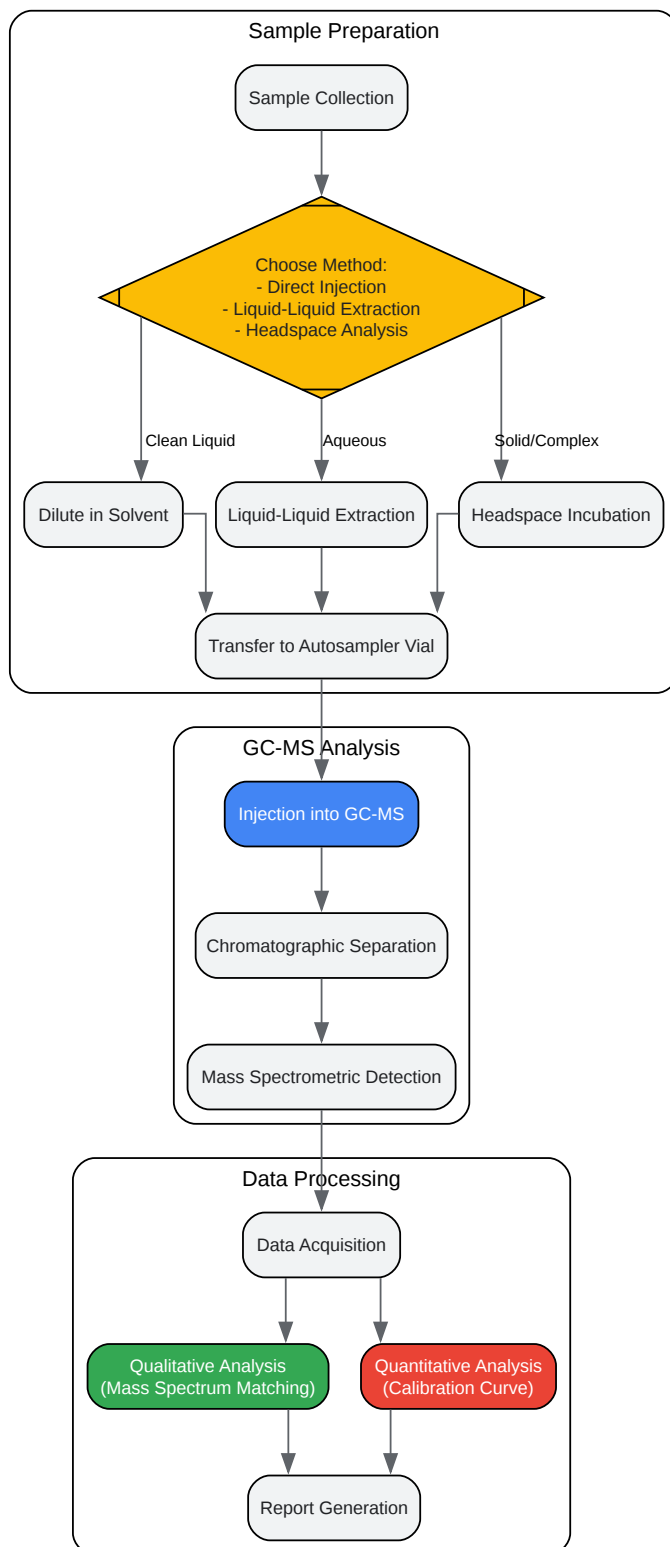 Sample Preparation
Sample Collection
Choose Method:
- Direct Injection
- Liquid-Liquid Extraction
- Headspace Analysis
Clean Liquid
Aqueous
Solid/Complex
Dilute in Solvent
Liquid-Liquid Extraction
Headspace Incubation
Transfer to Autosampler Vial
GC-MS Analysis
Injection into GC-MS
Chromatographic Separation
Mass Spectrometric Detection
Data Processing
Data Acquisition
Qualitative Analysis
(Mass Spectrum Matching)
Quantitative Analysis
(Calibration Curve)
Report Generation